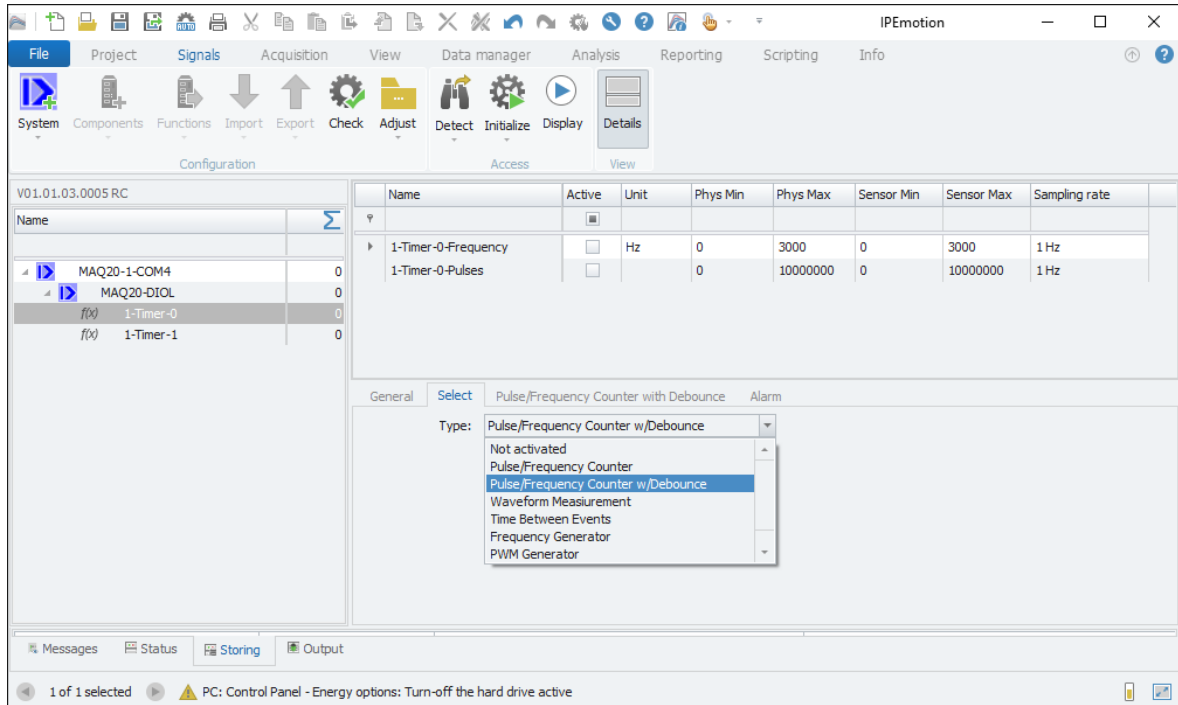 AUTO
IPEmotion
File Project Signals Acquisition View Data manager Analysis Reporting Scripting Info
System Components Functions Import Export Check Adjust Detect Initialize Display Details
Configuration Access View
V01.01.03.0005 RC
Name
MAQ20-1-COM4 0
MAQ20-DIOL 0
f(x) 1-Timer-0 0
f(x) 1-Timer-1 0
Name Active Unit Phys Min Phys Max Sensor Min Sensor Max Sampling rate
1-Timer-0-Frequency Hz 0 3000 0 3000 1 Hz
1-Timer-0-Pulses 0 10000000 0 10000000 1 Hz
General Select Pulse/Frequency Counter with Debounce Alarm
Type: Pulse/Frequency Counter w/Debounce
Not activated
Pulse/Frequency Counter
Pulse/Frequency Counter w/Debounce
Waveform Measiurement
Time Between Events
Frequency Generator
PWM Generator
Messages Status Storing Output
1 of 1 selected PC: Control Panel - Energy options: Turn-off the hard drive active